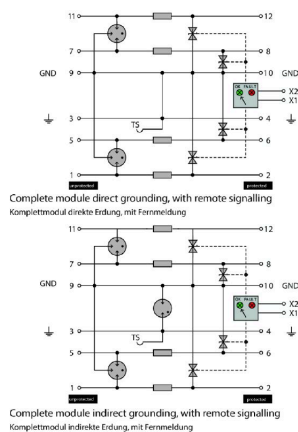 11 12
7 8
GND 9 10 GND
OK FAULT
X2
X1
3 4
TS
5 6
1 2
unprotected protected
Complete module direct grounding, with remote signalling
Komplettmodul direkte Erdung, mit Fernmeldung
11 12
7 8
GND 9 10 GND
OK FAULT
X2
X1
3 4
TS
5 6
1 2
unprotected protected
Complete module indirect grounding, with remote signalling
Komplettmodul indirekte Erdung, mit Fernmeldung